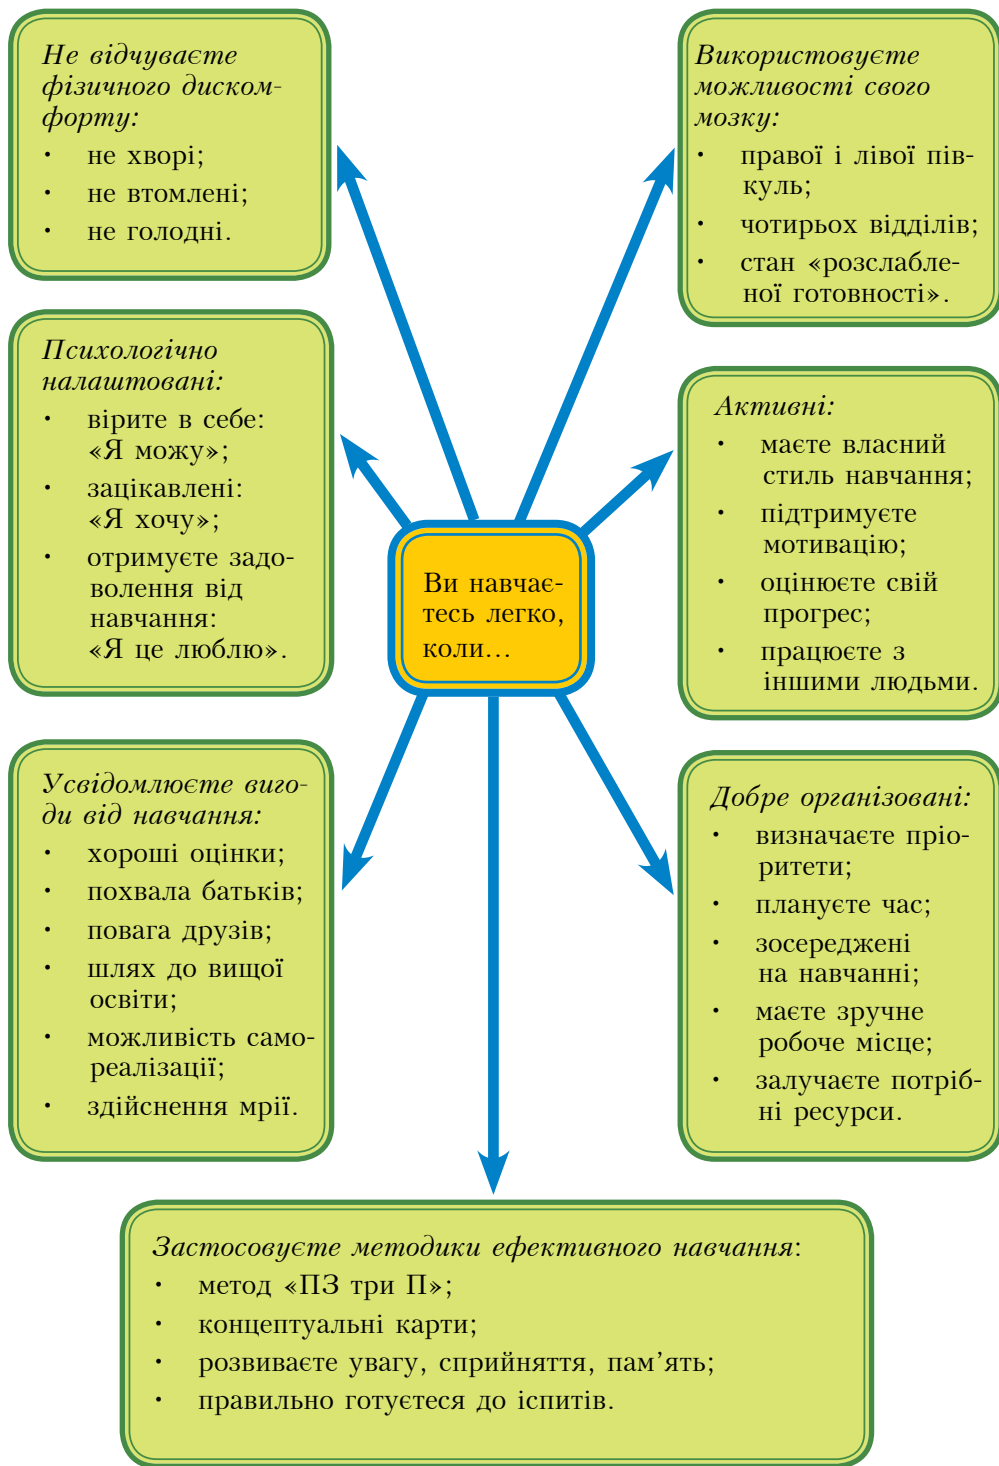 Не відчуваєте
фізичного диском-
форту:
· не хворі;
· не втомлені;
· не голодні.
Використовуєте
можливості свого
мозку:
· правої і лівої пів-
куль;
· чотирьох відділів;
· стан «розслабле-
ної готовності».
Психологічно
налаштовані:
· вірите в себе:
«Я можу»;
· зацікавлені:
«Я хочу»;
· отримуєте задо-
волення від
навчання:
«Я це люблю».
Активні:
· маєте власний
стиль навчання;
· підтримуєте
мотивацію;
· оцінюєте свій
прогрес;
· працюєте з
іншими людьми.
Ви навчає-
тесь легко,
коли...
Усвідомлюєте виго-
ди від навчання:
· хороші оцінки;
· похвала батьків;
· повага друзів;
· шлях до вищої
освіти;
· можливість само-
реалізації;
· здійснення мрії.
Добре організовані:
· визначаєте пріо-
ритети;
· плануєте час;
· зосереджені
на навчанні;
· маєте зручне
робоче місце;
· залучаєте потріб-
ні ресурси.
Застосовуєте методики ефективного навчання:
· метод «ПЗ три П»;
· концептуальні карти;
· розвиваєте увагу, сприйняття, пам’ять;
· правильно готуєтеся до іспитів.